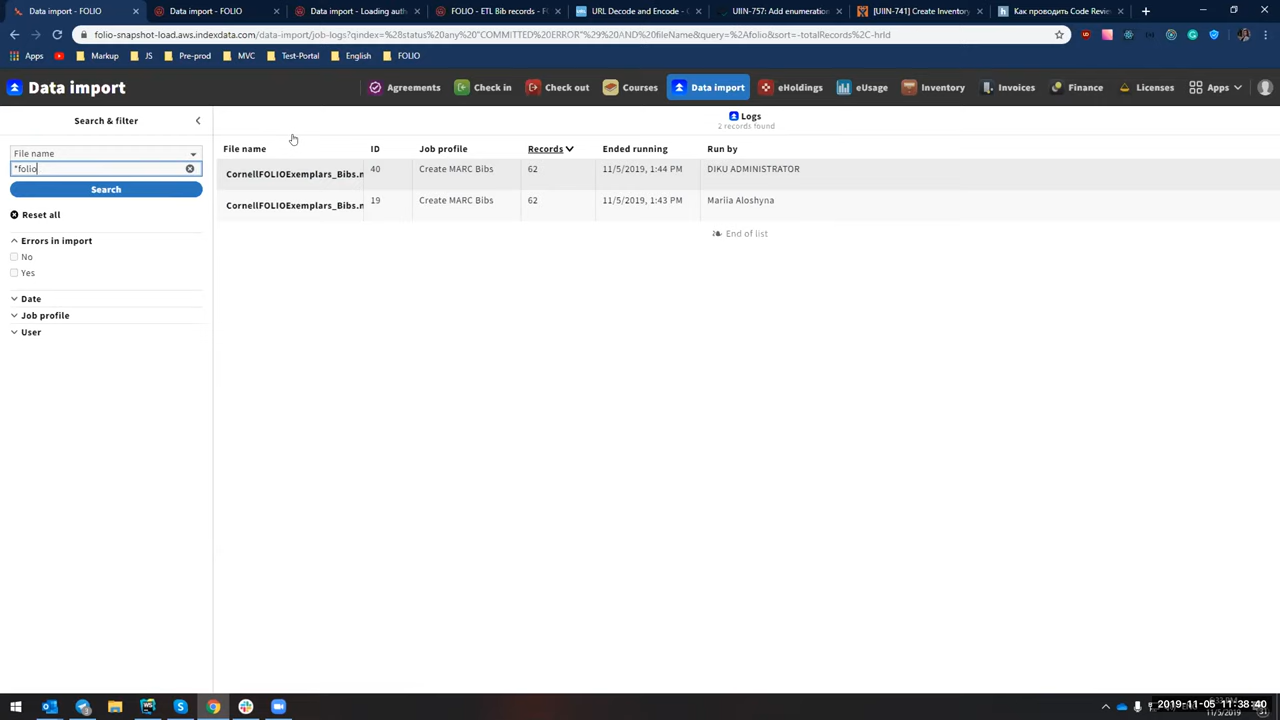 Data import - FOLIO
Data import - FOLIO
Data import - Loading auth
FOLIO - ETL Bib records - F
URL Decode and Encode - O
UIIN-757: Add enumeration
[UIIN-741] Create Inventory
Как проводить Code Revie
folio-snapshot-load.aws.indexdata.com/data-import/job-logs?qindex=%28status%20any%20"COMMITTED%20ERROR"%29%20AND%20fileName&query=%2Afolio&sort=-totalRecords%2C-hrId
Apps
Markup
JS
Pre-prod
MVC
Test-Portal
English
FOLIO
Data import
Agreements
Check in
Check out
Courses
Data import
eHoldings
eUsage
Inventory
Invoices
Finance
Licenses
Apps
Search & filter
Logs
2 records found
File name
*folio
Search
Reset all
Errors in import
No
Yes
Date
Job profile
User
File name ID Job profile Records Ended running Run by
CornellFOLIOExemplars_Bibs.m 40 Create MARC Bibs 62 11/5/2019, 1:44 PM DIKU ADMINISTRATOR
CornellFOLIOExemplars_Bibs.m 19 Create MARC Bibs 62 11/5/2019, 1:43 PM Mariia Aloshyna
End of list
2019-11-05 11:38:40
11/5/2019